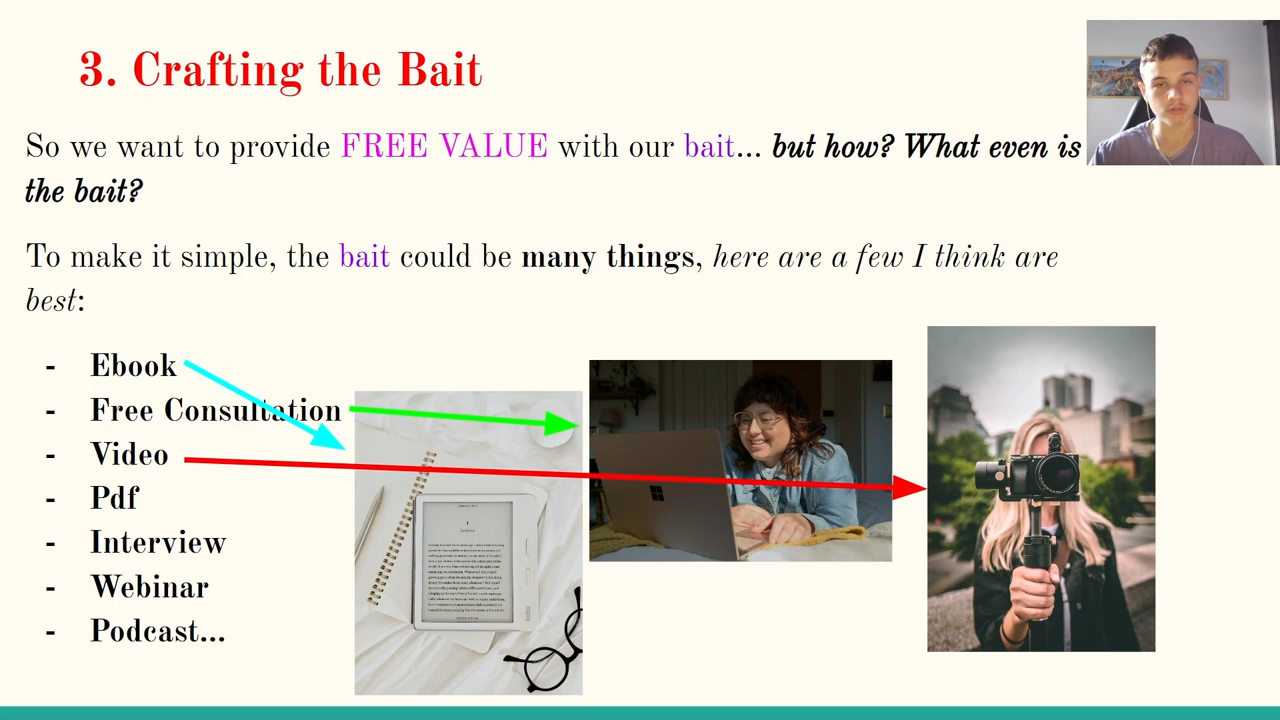 3. Crafting the Bait
So we want to provide FREE VALUE with our bait... but how? What even is
the bait?
To make it simple, the bait could be many things, here are a few I think are
best:
- Ebook
- Free Consultation
- Video
- Pdf
- Interview
- Webinar
- Podcast...
kobo